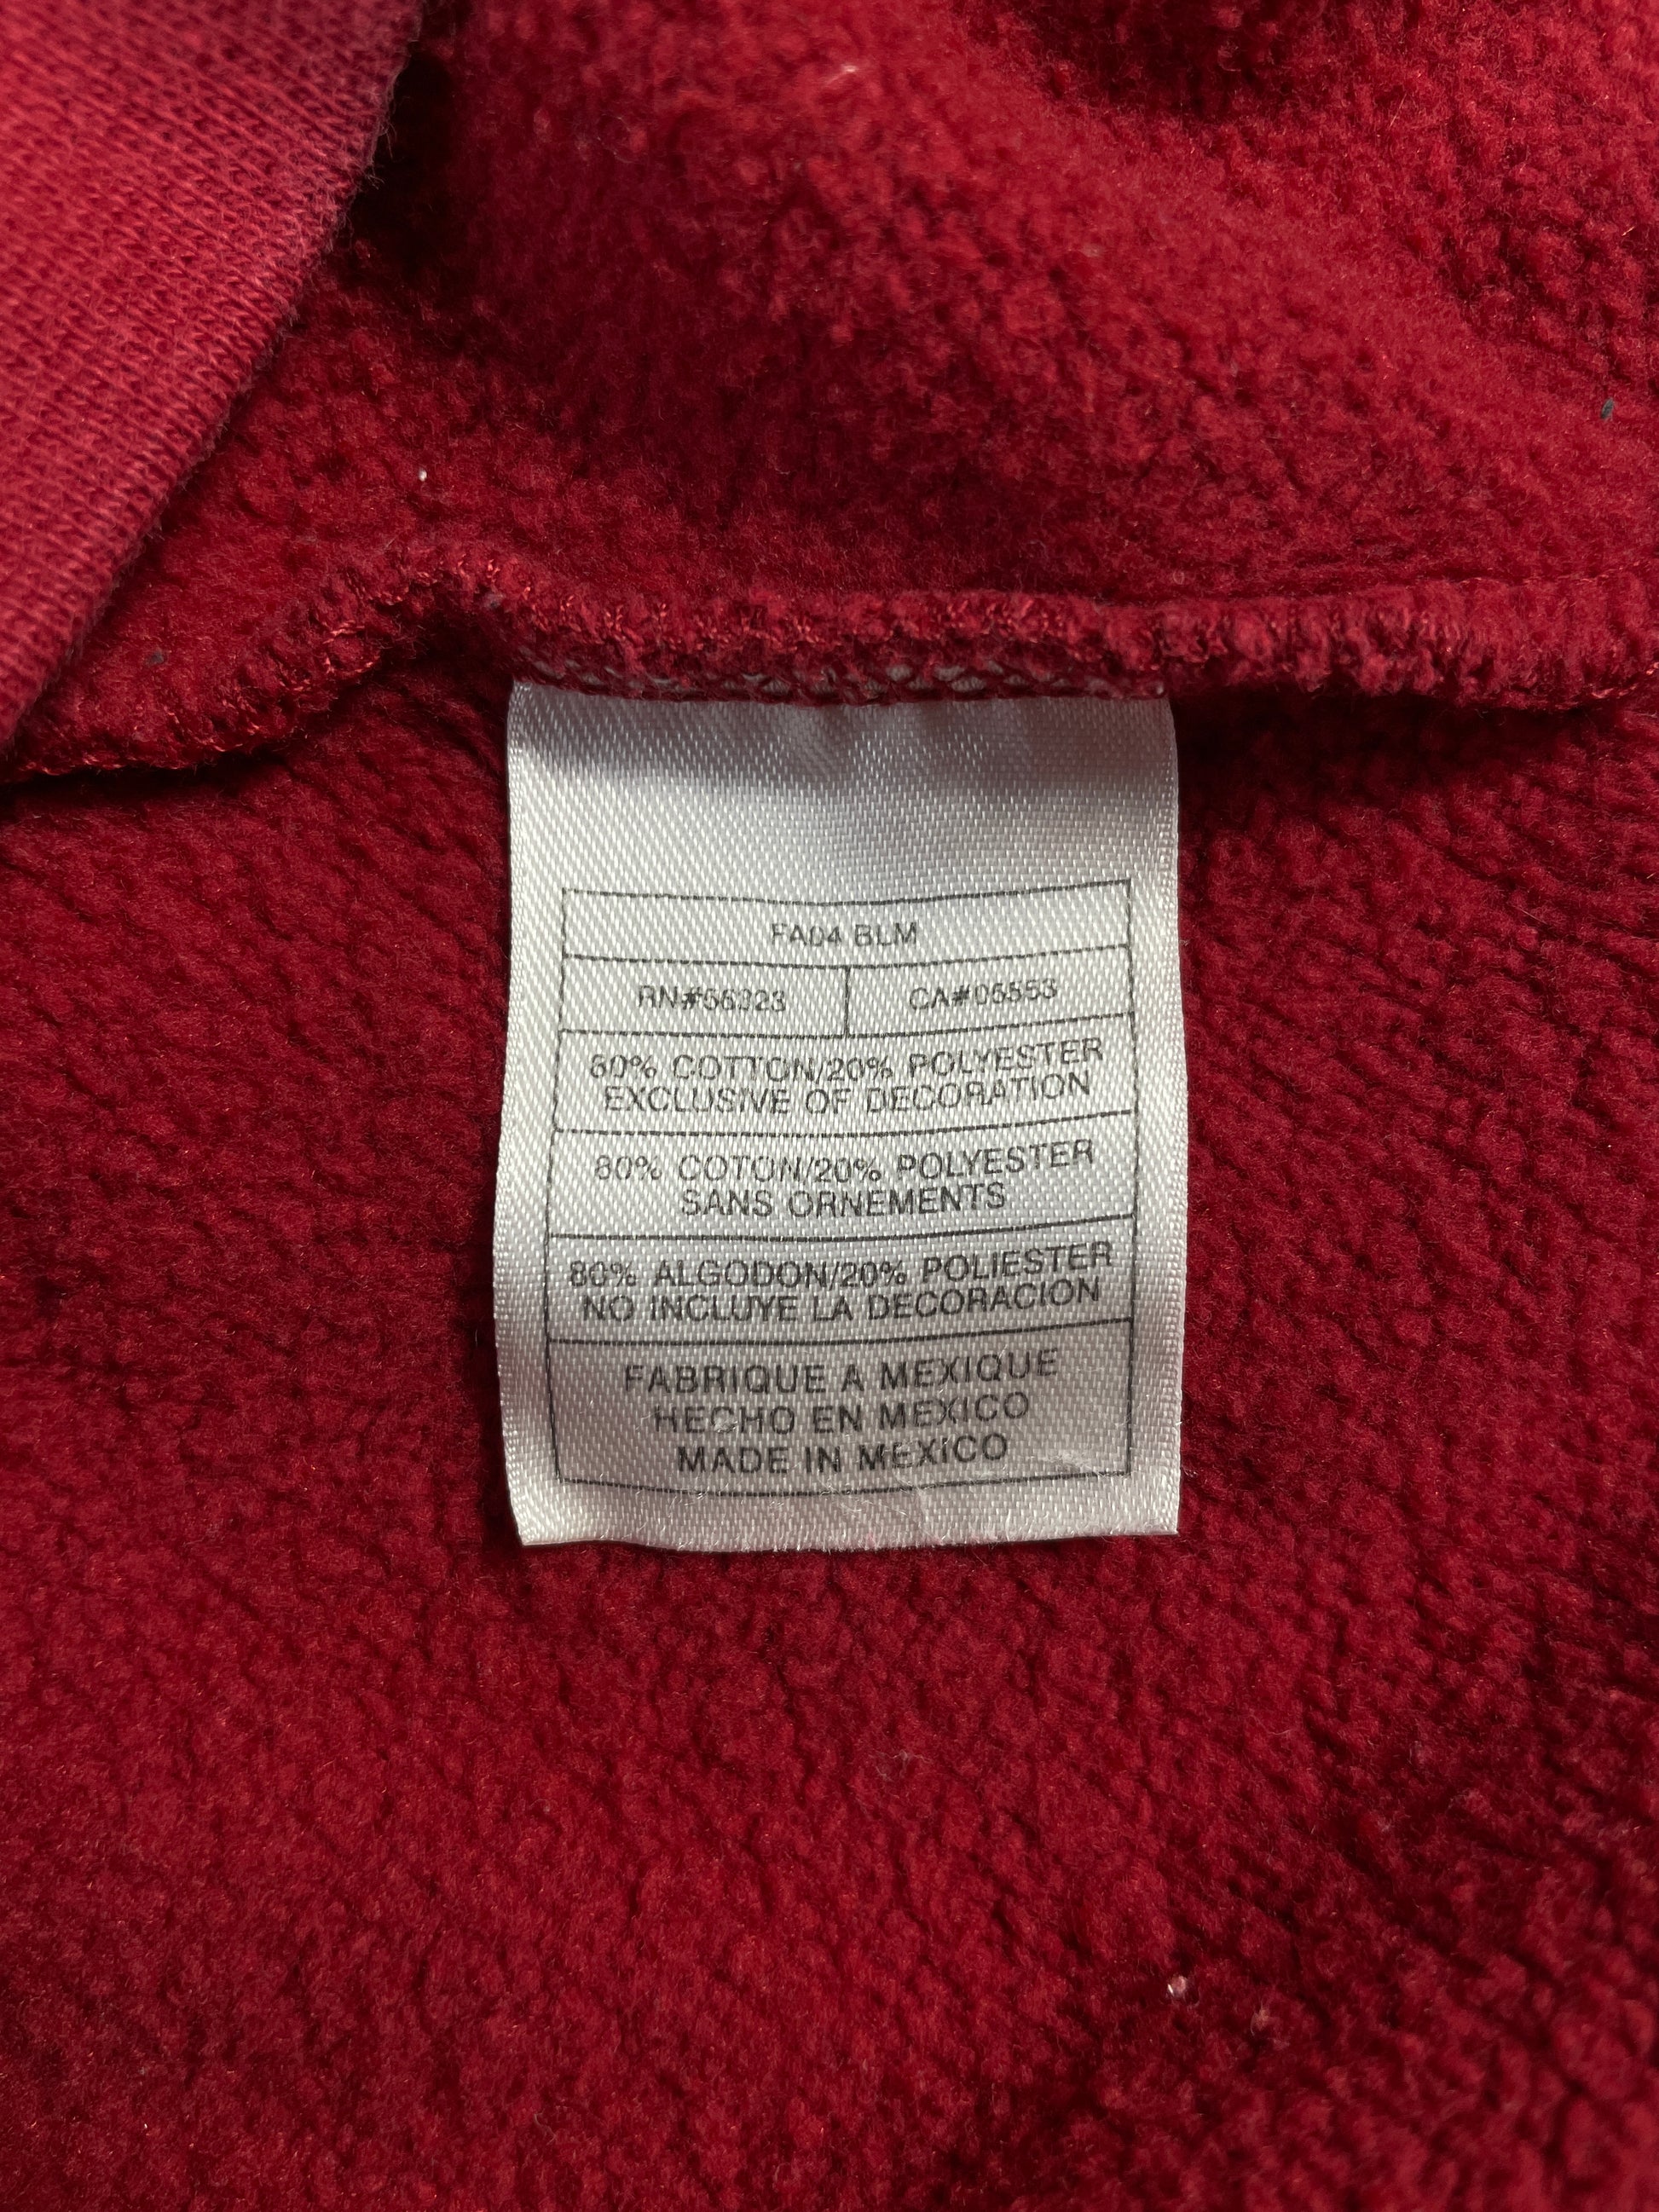 FA04 BLM
RN#56323 CA#05553
80% COTTON/20% POLYESTER
EXCLUSIVE OF DECORATION
80% COTON/20% POLYESTER
SANS ORNEMENTS
80% ALGODON/20% POLIESTER
NO INCLUYE LA DECORACION
FABRIQUE A MEXIQUE
HECHO EN MEXICO
MADE IN MEXICO